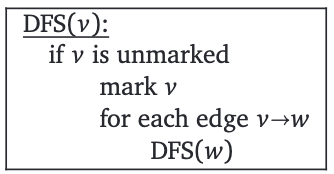 DFS(v):
if v is unmarked
mark v
for each edge v→w
DFS(w)